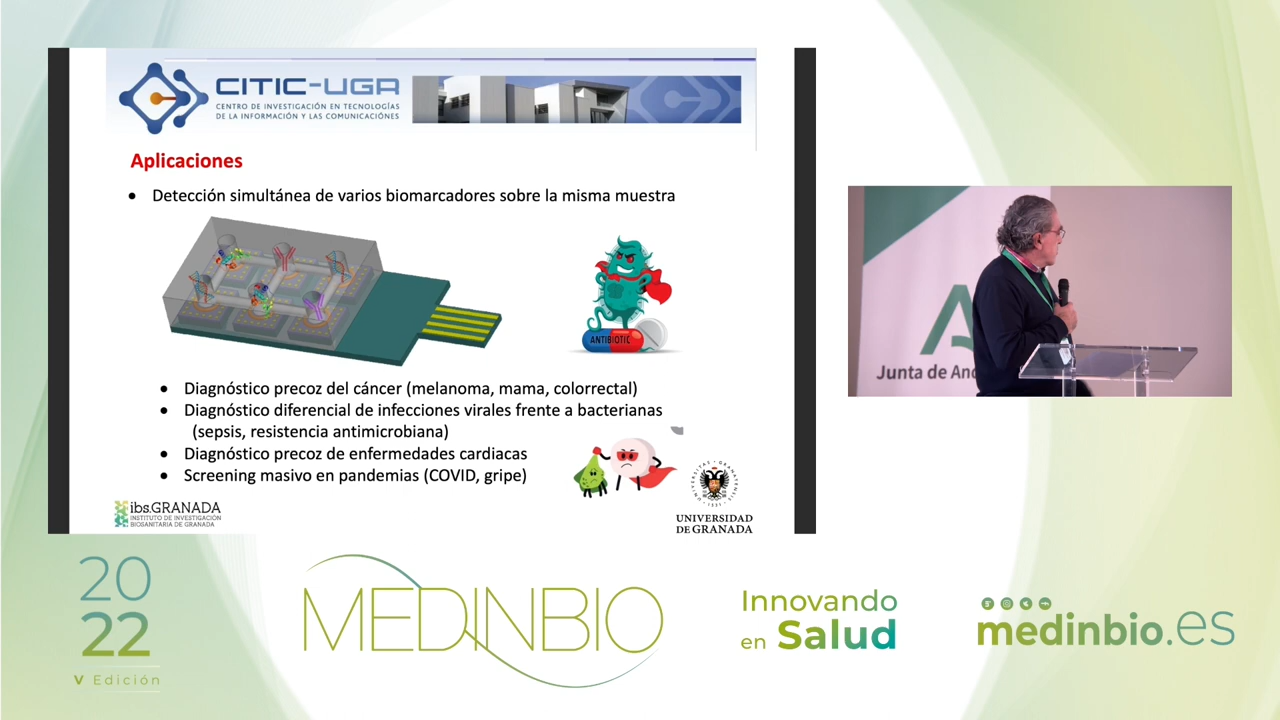 CITIC-UGR
CENTRO DE INVESTIGACIÓN EN TECNOLOGÍAS
DE LA INFORMACIÓN Y LAS COMUNICACIÓNES
Aplicaciones
• Detección simultánea de varios biomarcadores sobre la misma muestra
ANTIBIOTIC
• Diagnóstico precoz del cáncer (melanoma, mama, colorrectal)
• Diagnóstico diferencial de infecciones virales frente a bacterianas
(sepsis, resistencia antimicrobiana)
• Diagnóstico precoz de enfermedades cardiacas
• Screening masivo en pandemias (COVID, gripe)
ibs.GRANADA
INSTITUTO DE INVESTIGACIÓN
BIOSANITARIA DE GRANADA
UNIVERSIDAD
DE GRANADA
Junta de And
20
22
V Edición
MEDINBIO
Innovando
en Salud
medinbio.es